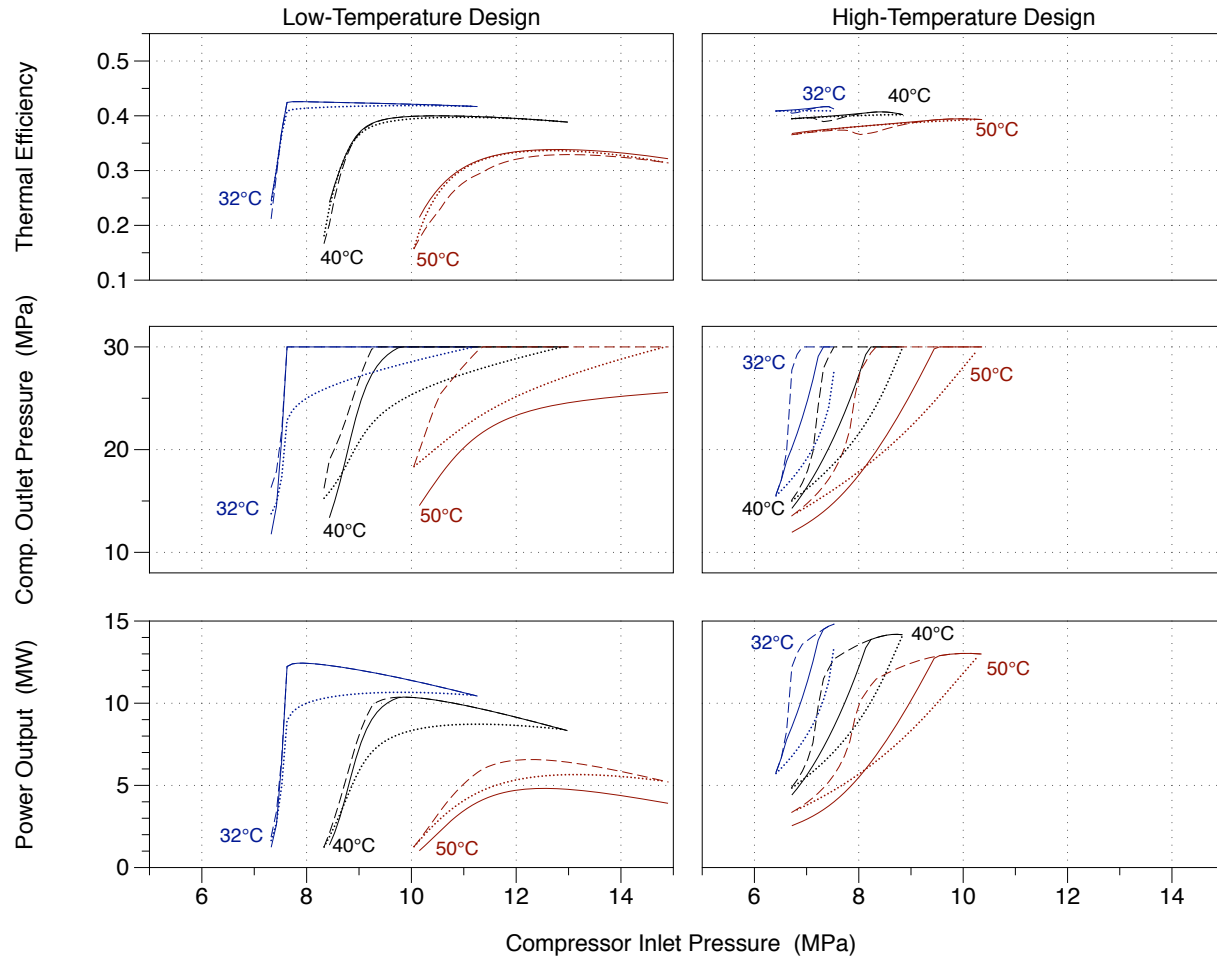 Low-Temperature Design
High-Temperature Design
Thermal Efficiency
0.5
0.4
0.3
0.2
0.1
32°C
40°C
50°C
32°C
40°C
50°C
Comp. Outlet Pressure (MPa)
30
20
10
32°C
40°C
50°C
32°C
40°C
50°C
Power Output (MW)
15
10
5
0
32°C
40°C
50°C
32°C
40°C
50°C
6 8 10 12 14
6 8 10 12 14
Compressor Inlet Pressure (MPa)